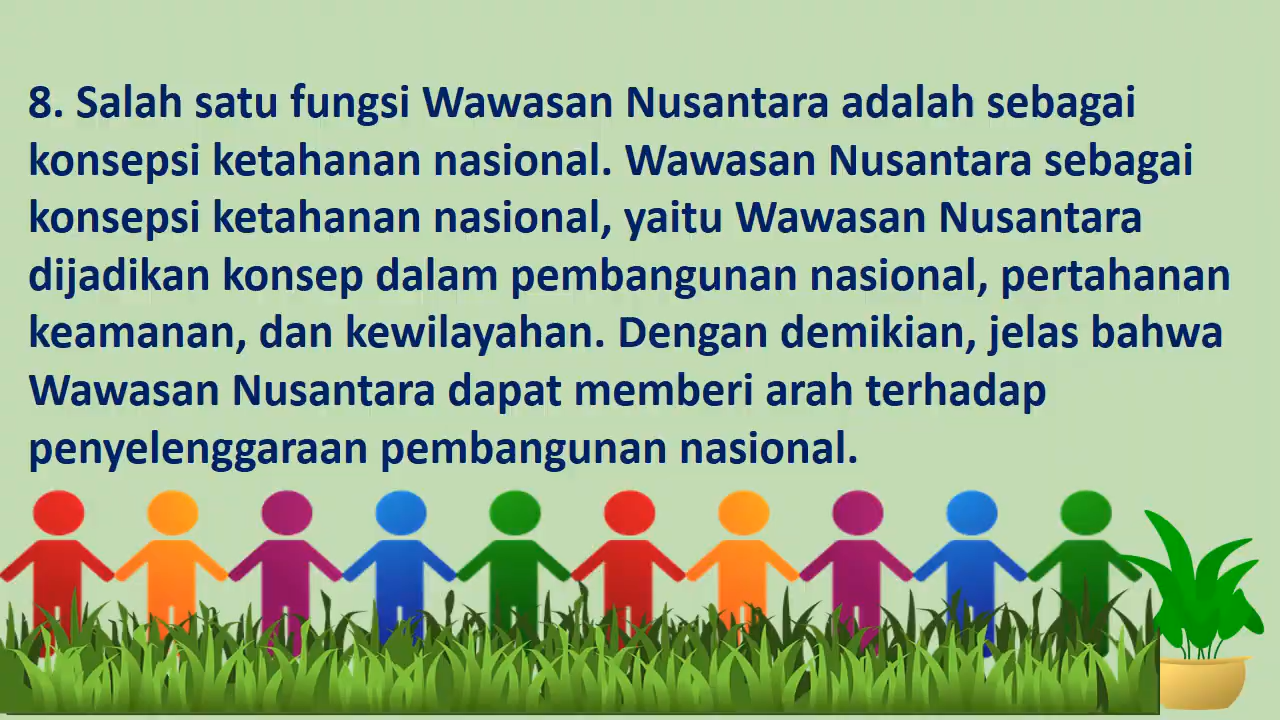 8. Salah satu fungsi Wawasan Nusantara adalah sebagai
konsepsi ketahanan nasional. Wawasan Nusantara sebagai
konsepsi ketahanan nasional, yaitu Wawasan Nusantara
dijadikan konsep dalam pembangunan nasional, pertahanan
keamanan, dan kewilayahan. Dengan demikian, jelas bahwa
Wawasan Nusantara dapat memberi arah terhadap
penyelenggaraan pembangunan nasional.